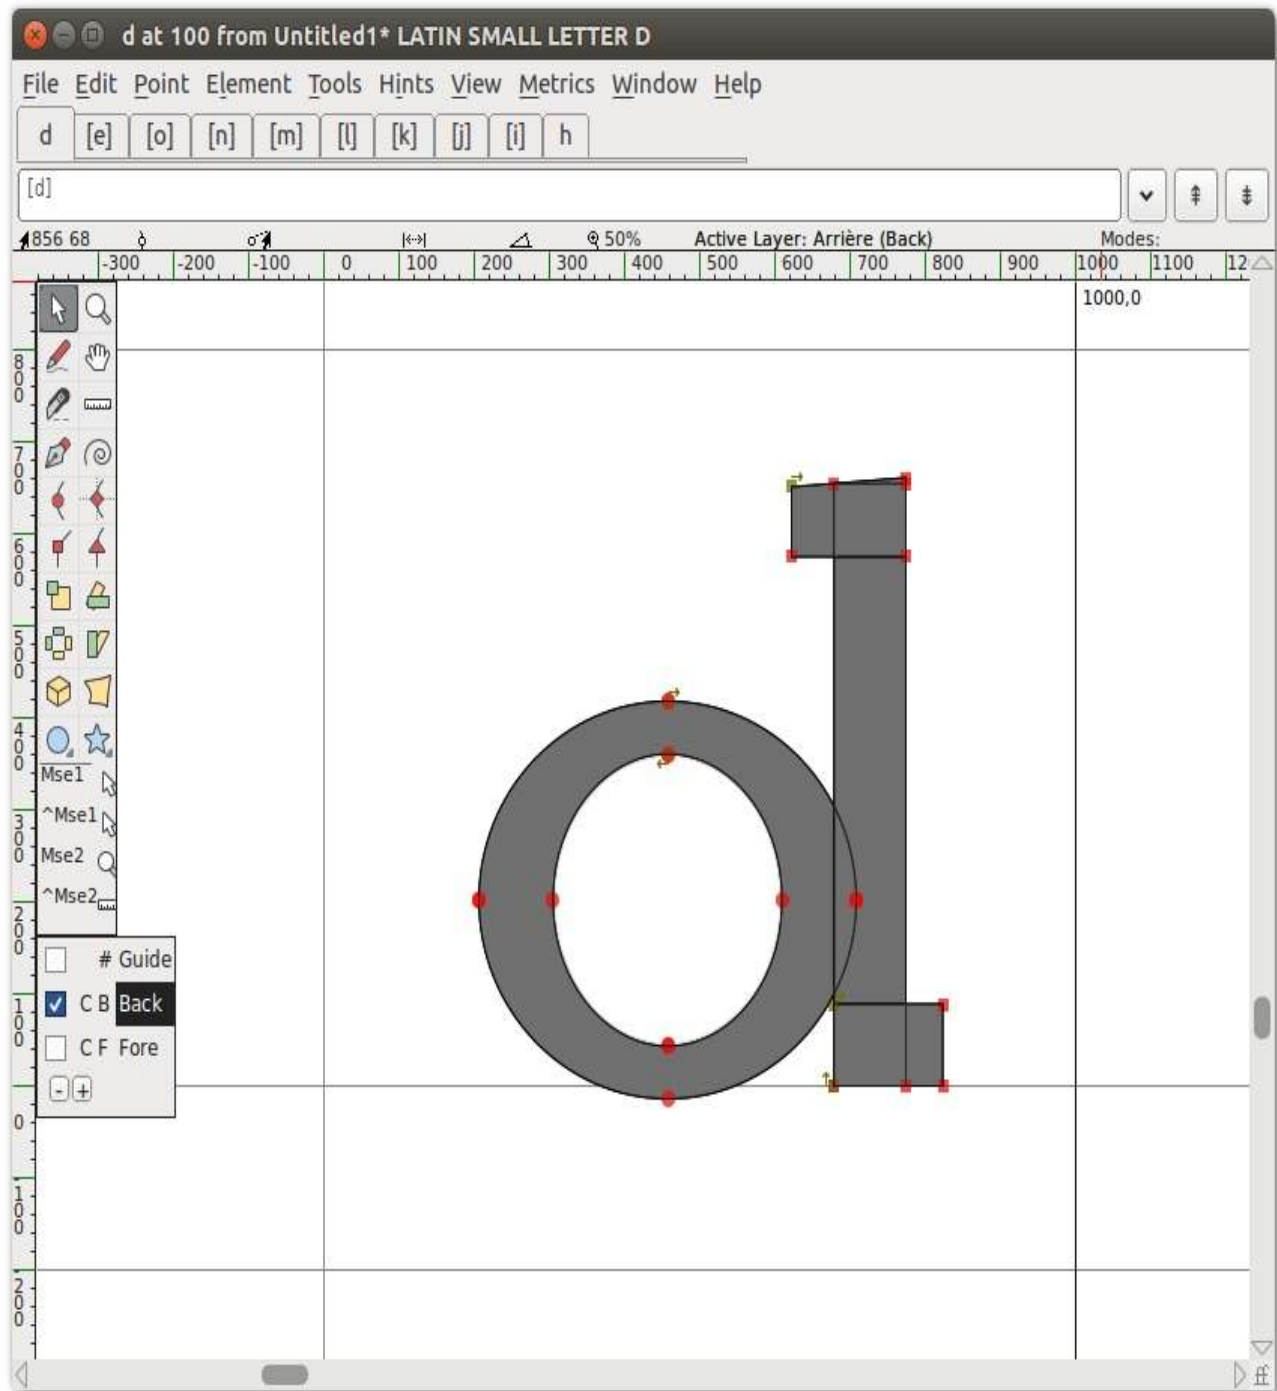 d at 100 from Untitled1* LATIN SMALL LETTER D
File Edit Point Element Tools Hints View Metrics Window Help
d [e] [o] [n] [m] [l] [k] [j] [i] h
[d]
856 68 50% Active Layer: Arrière (Back) Modes:
-300 -200 -100 0 100 200 300 400 500 600 700 800 900 1000 1100 12
1000,0
800
700
600
500
400
Mse1
^Mse1
300
Mse2
^Mse2
200
# Guide
C B Back
100
C F Fore
- +
0
-100
-200
ff